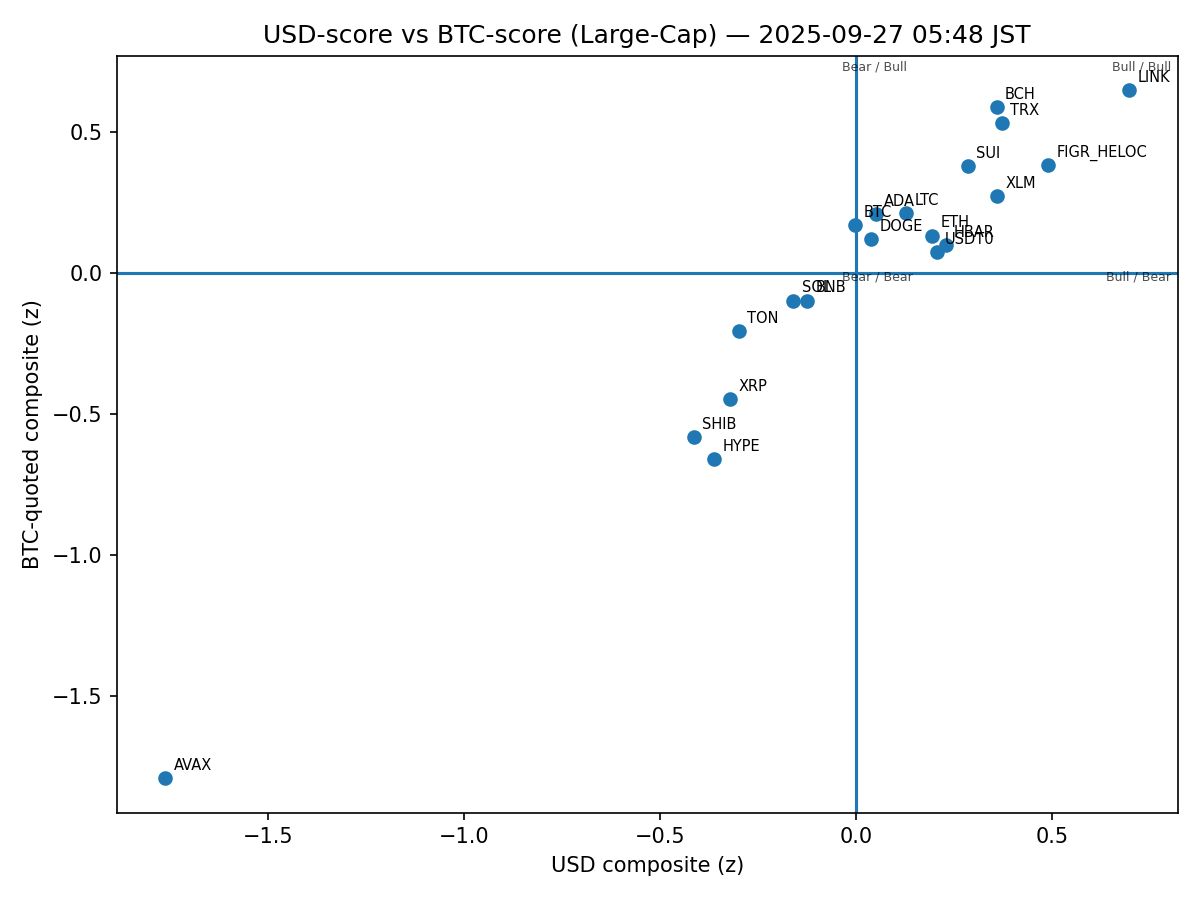 USD-score vs BTC-score (Large-Cap) — 2025-09-27 05:48 JST
Bear / Bull
Bull / Bull
LINK
BCH
TRX
SUI
FIGR_HELOC
XLM
ADA
LTC
BTC
DOGE
ETH
HBAR
USDT0
Bear / Bear
Bull / Bear
SOL
BNB
TON
XRP
SHIB
HYPE
AVAX
0.5
0.0
−0.5
−1.0
−1.5
BTC-quoted composite (z)
−1.5
−1.0
−0.5
0.0
0.5
USD composite (z)